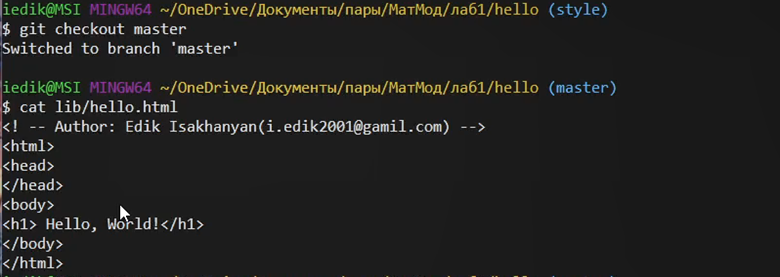 iedik@MSI MINGW64 ~/OneDrive/Документы/пары/МатМод/ла61/hello (style)
$ git checkout master
Switched to branch 'master'
iedik@MSI MINGW64 ~/OneDrive/Документы/пары/МатМод/ла61/hello (master)
$ cat lib/hello.html
<! -- Author: Edik Isakhanyan(i.edik2001@gamil.com) -->
<html>
<head>
</head>
<body>
<h1> Hello, World!</h1>
</body>
</html>